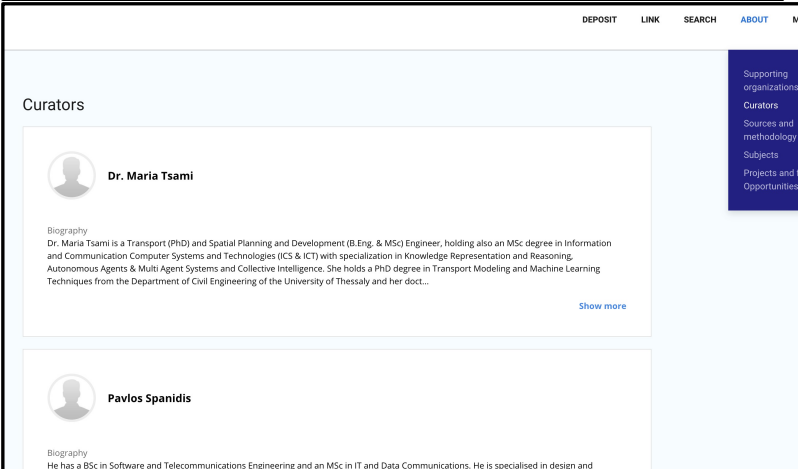 DEPOSIT LINK SEARCH ABOUT
Supporting
organizations
Curators
Sources and
methodology
Subjects
Projects and
Opportunities
Curators
Dr. Maria Tsami
Biography
Dr. Maria Tsami is a Transport (PhD) and Spatial Planning and Development (B.Eng. & MSc) Engineer, holding also an MSc degree in Information
and Communication Computer Systems and Technologies (ICS & ICT) with specialization in Knowledge Representation and Reasoning,
Autonomous Agents & Multi Agent Systems and Collective Intelligence. She holds a PhD degree in Transport Modeling and Machine Learning
Techniques from the Department of Civil Engineering of the University of Thessaly and her doct...
Show more
Pavlos Spanidis
Biography
He has a BSc in Software and Telecommunications Engineering and an MSc in IT and Data Communications. He is specialised in design and